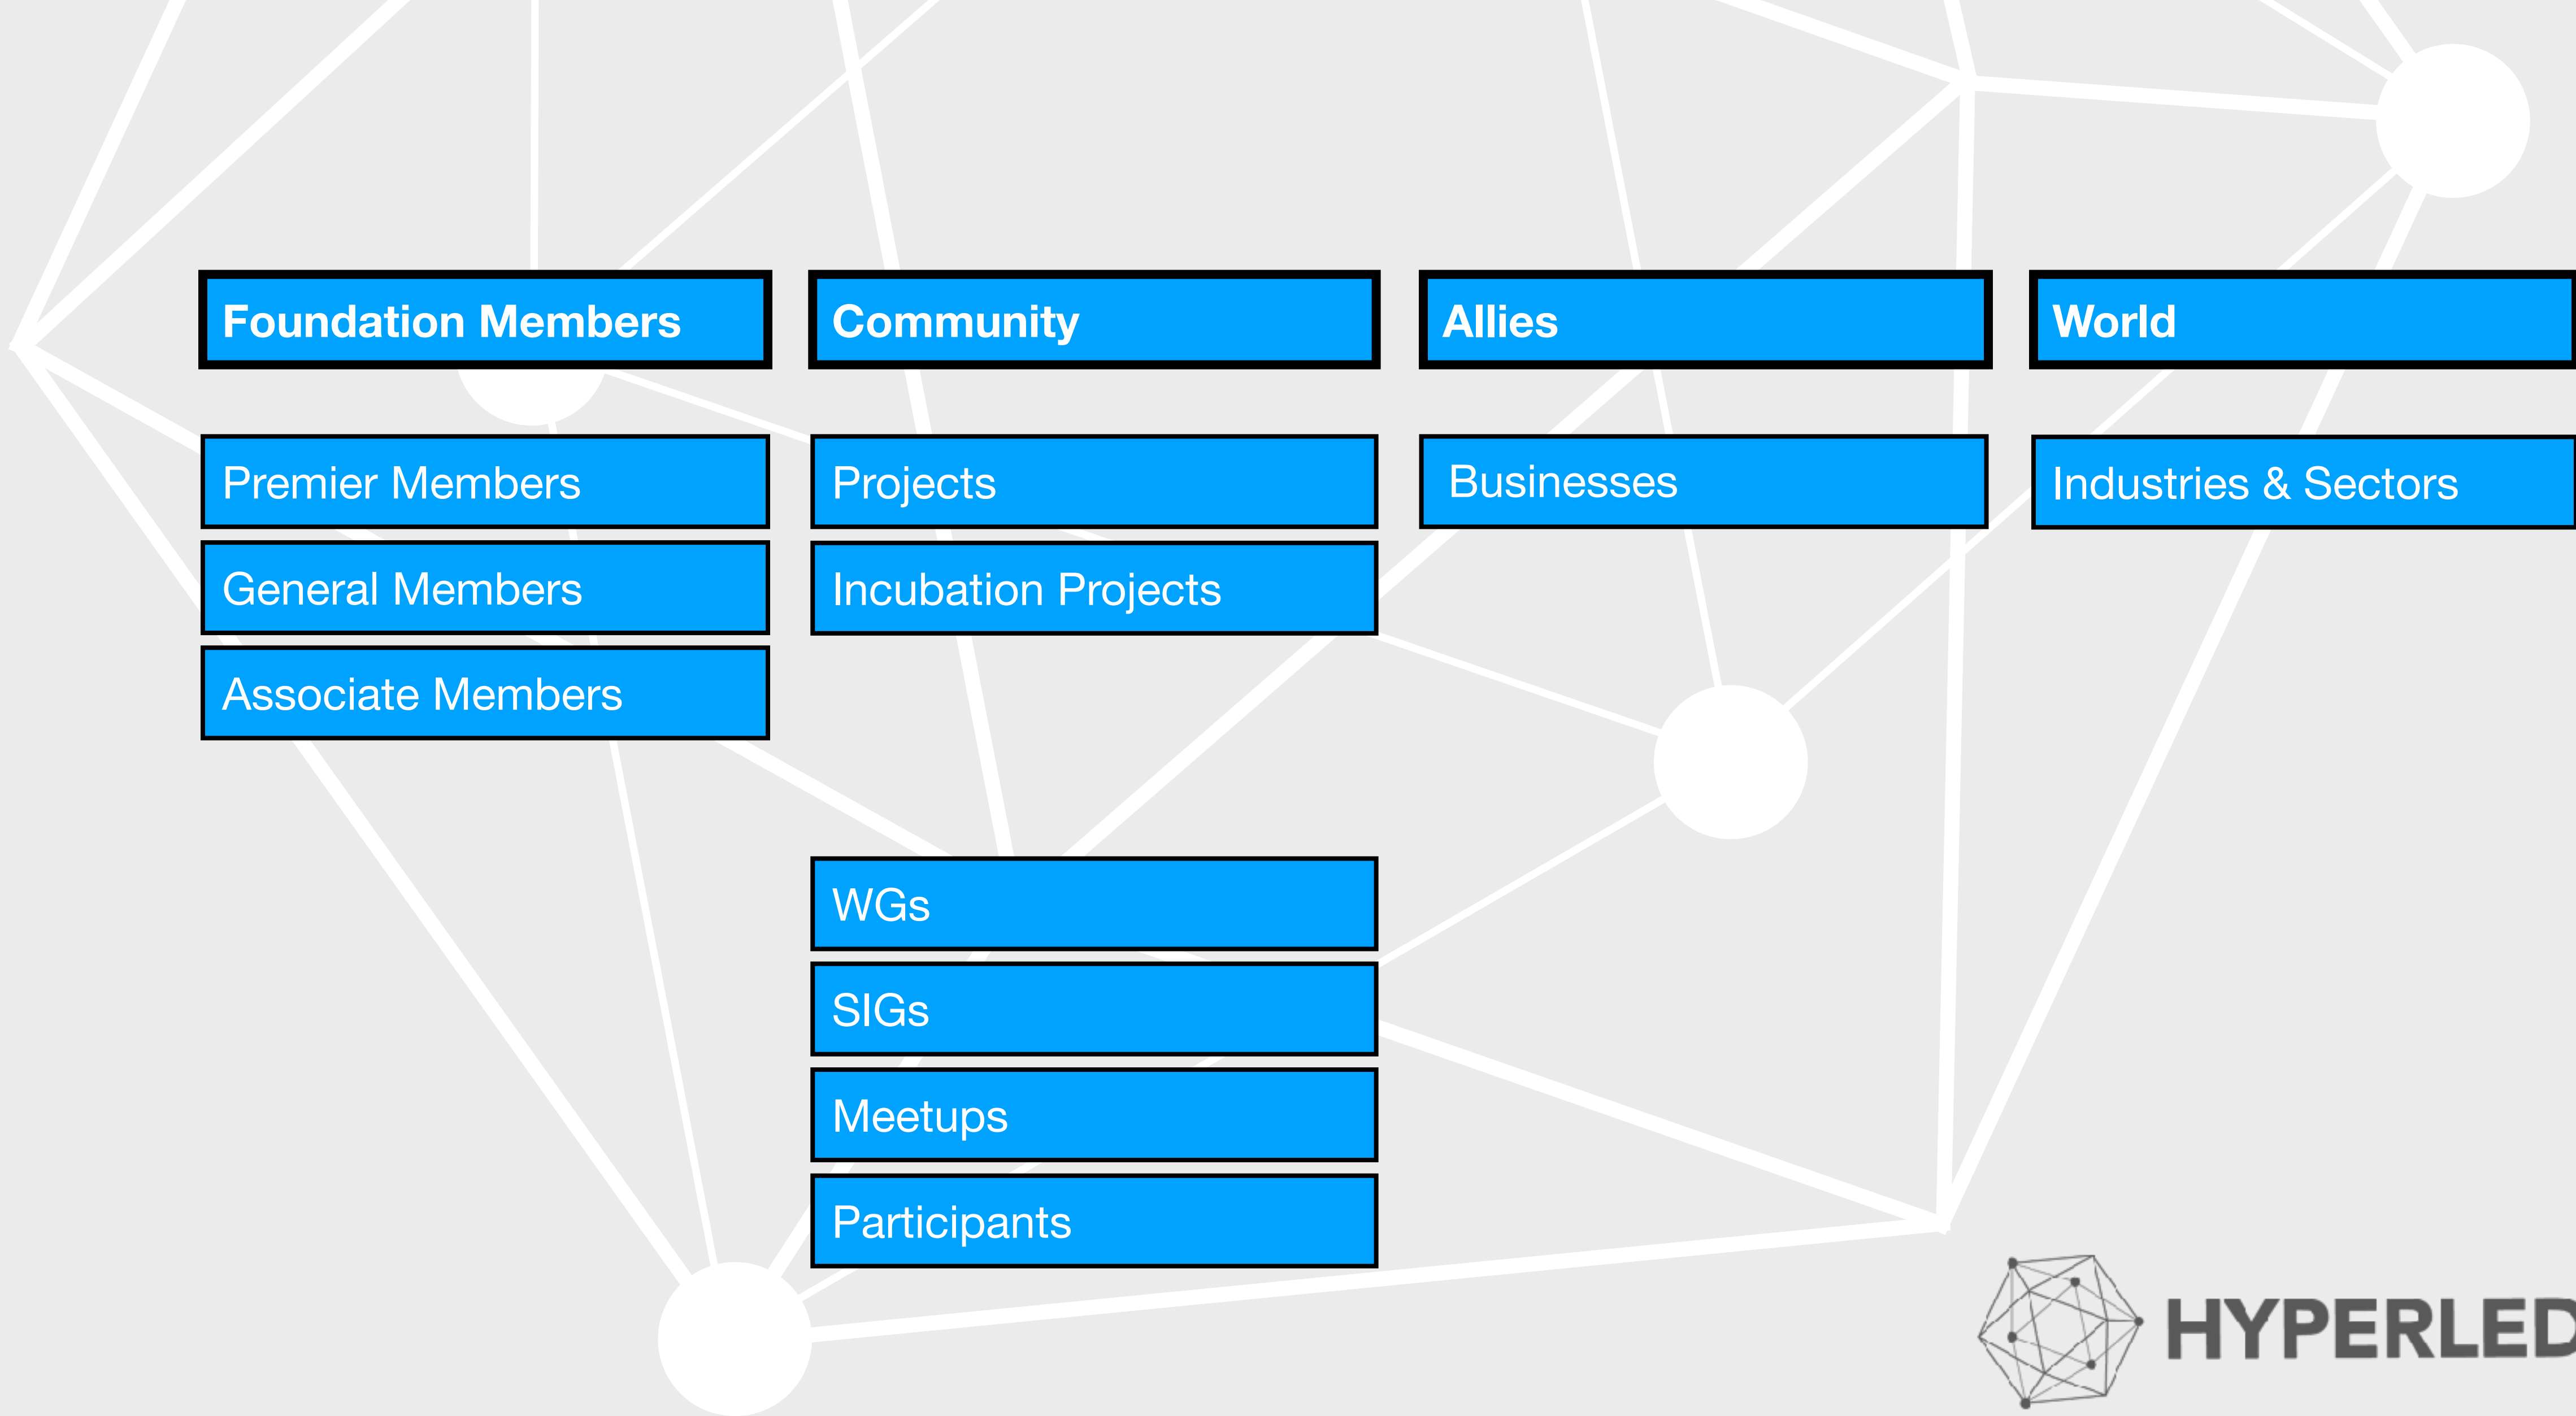 Foundation Members
Community
Allies
World
Premier Members
Projects
Businesses
Industries & Sectors
General Members
Incubation Projects
Associate Members
WGs
SIGs
Meetups
Participants
HYPERLED